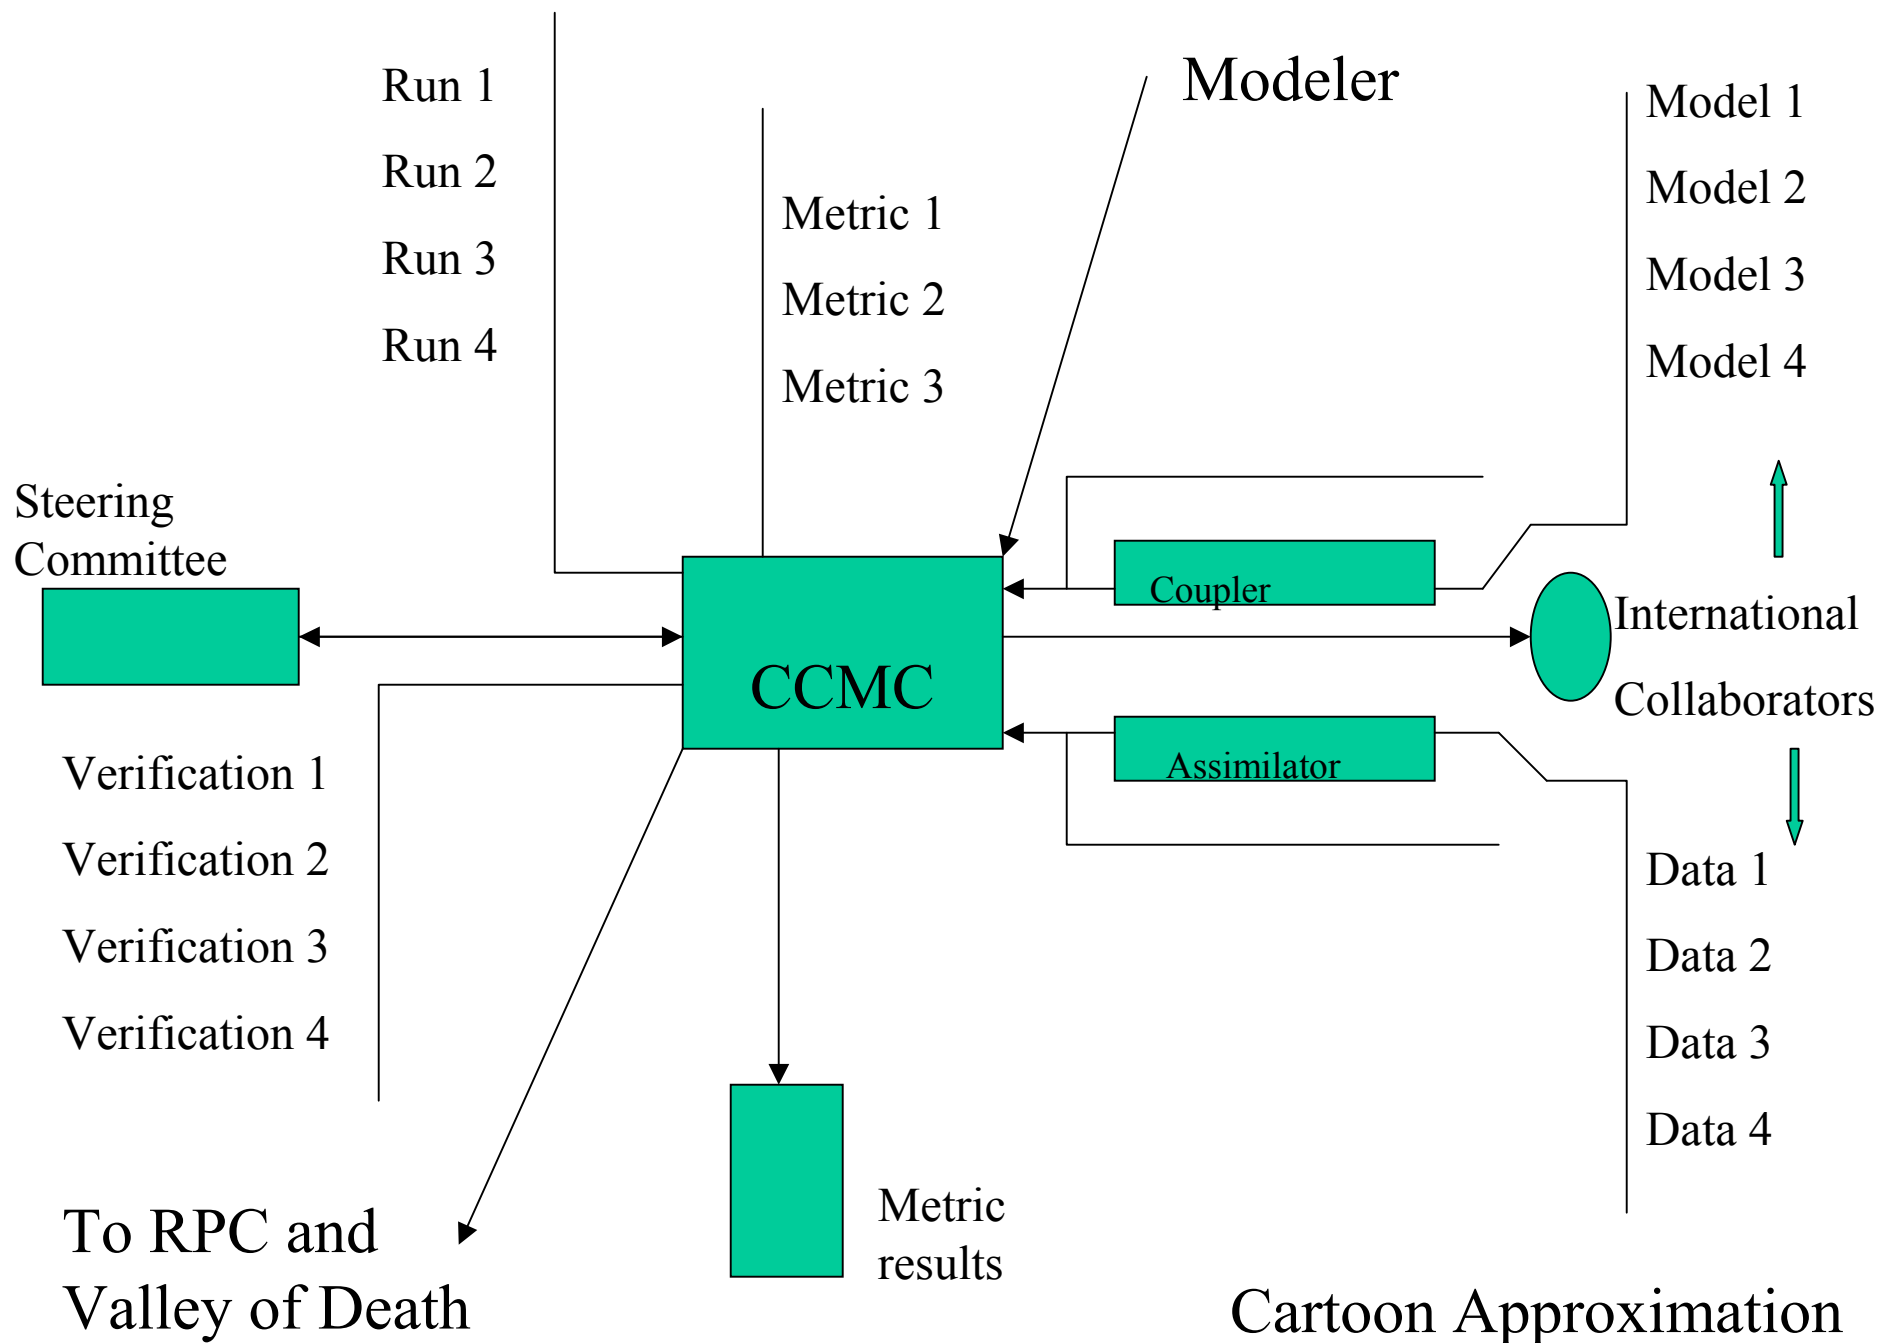 Run 1
Run 2
Run 3
Run 4
Metric 1
Metric 2
Metric 3
Modeler
Model 1
Model 2
Model 3
Model 4
Steering
Committee
CCMC
Coupler
Assimilator
International
Collaborators
Verification 1
Verification 2
Verification 3
Verification 4
Data 1
Data 2
Data 3
Data 4
To RPC and
Valley of Death
Metric
results
Cartoon Approximation